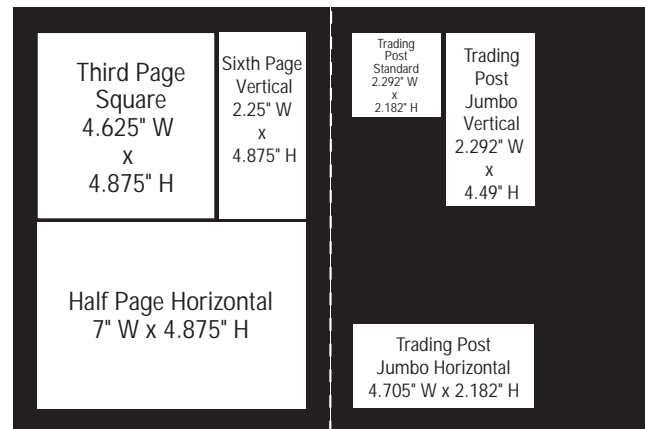 Third Page
Square
4.625" W
x
4.875" H
Sixth Page
Vertical
2.25" W
x
4.875" H
Half Page Horizontal
7" W x 4.875" H
Trading
Post
Standard
2.292" W
x
2.182" H
Trading
Post
Jumbo
Vertical
2.292" W
x
4.49" H
Trading Post
Jumbo Horizontal
4.705" W x 2.182" H